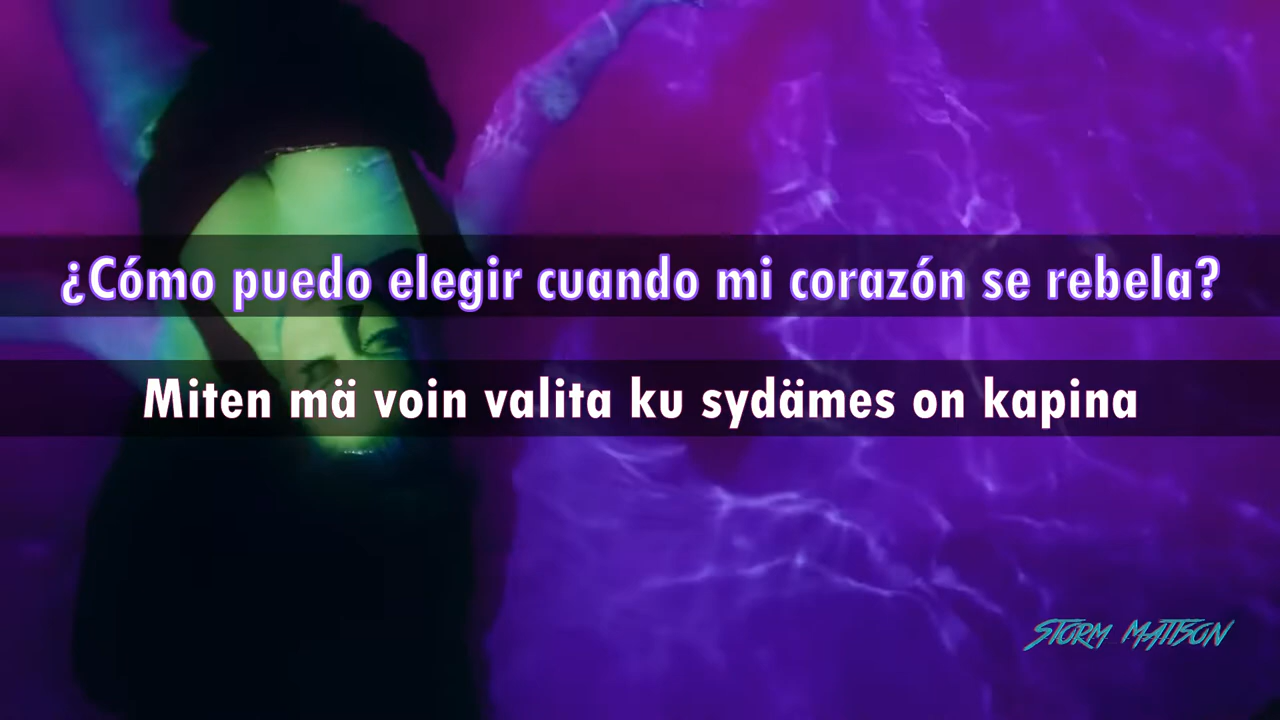 ¿Cómo puedo elegir cuando mi corazón se rebela?
Miten mä voin valita ku sydämes on kapina
STORM MATTSON